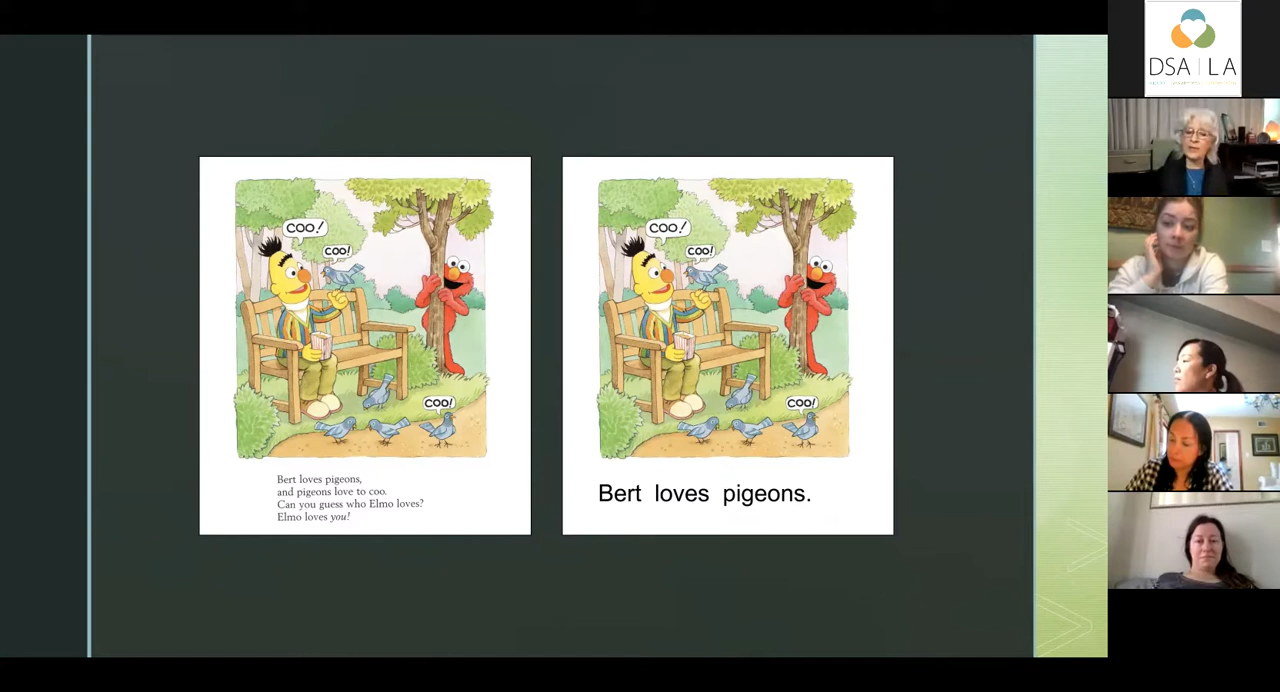 COO!
COO!
COO!
Bert loves pigeons,
and pigeons love to coo.
Can you guess who Elmo loves?
Elmo loves you!
COO!
COO!
COO!
Bert loves pigeons.
DSA | LA